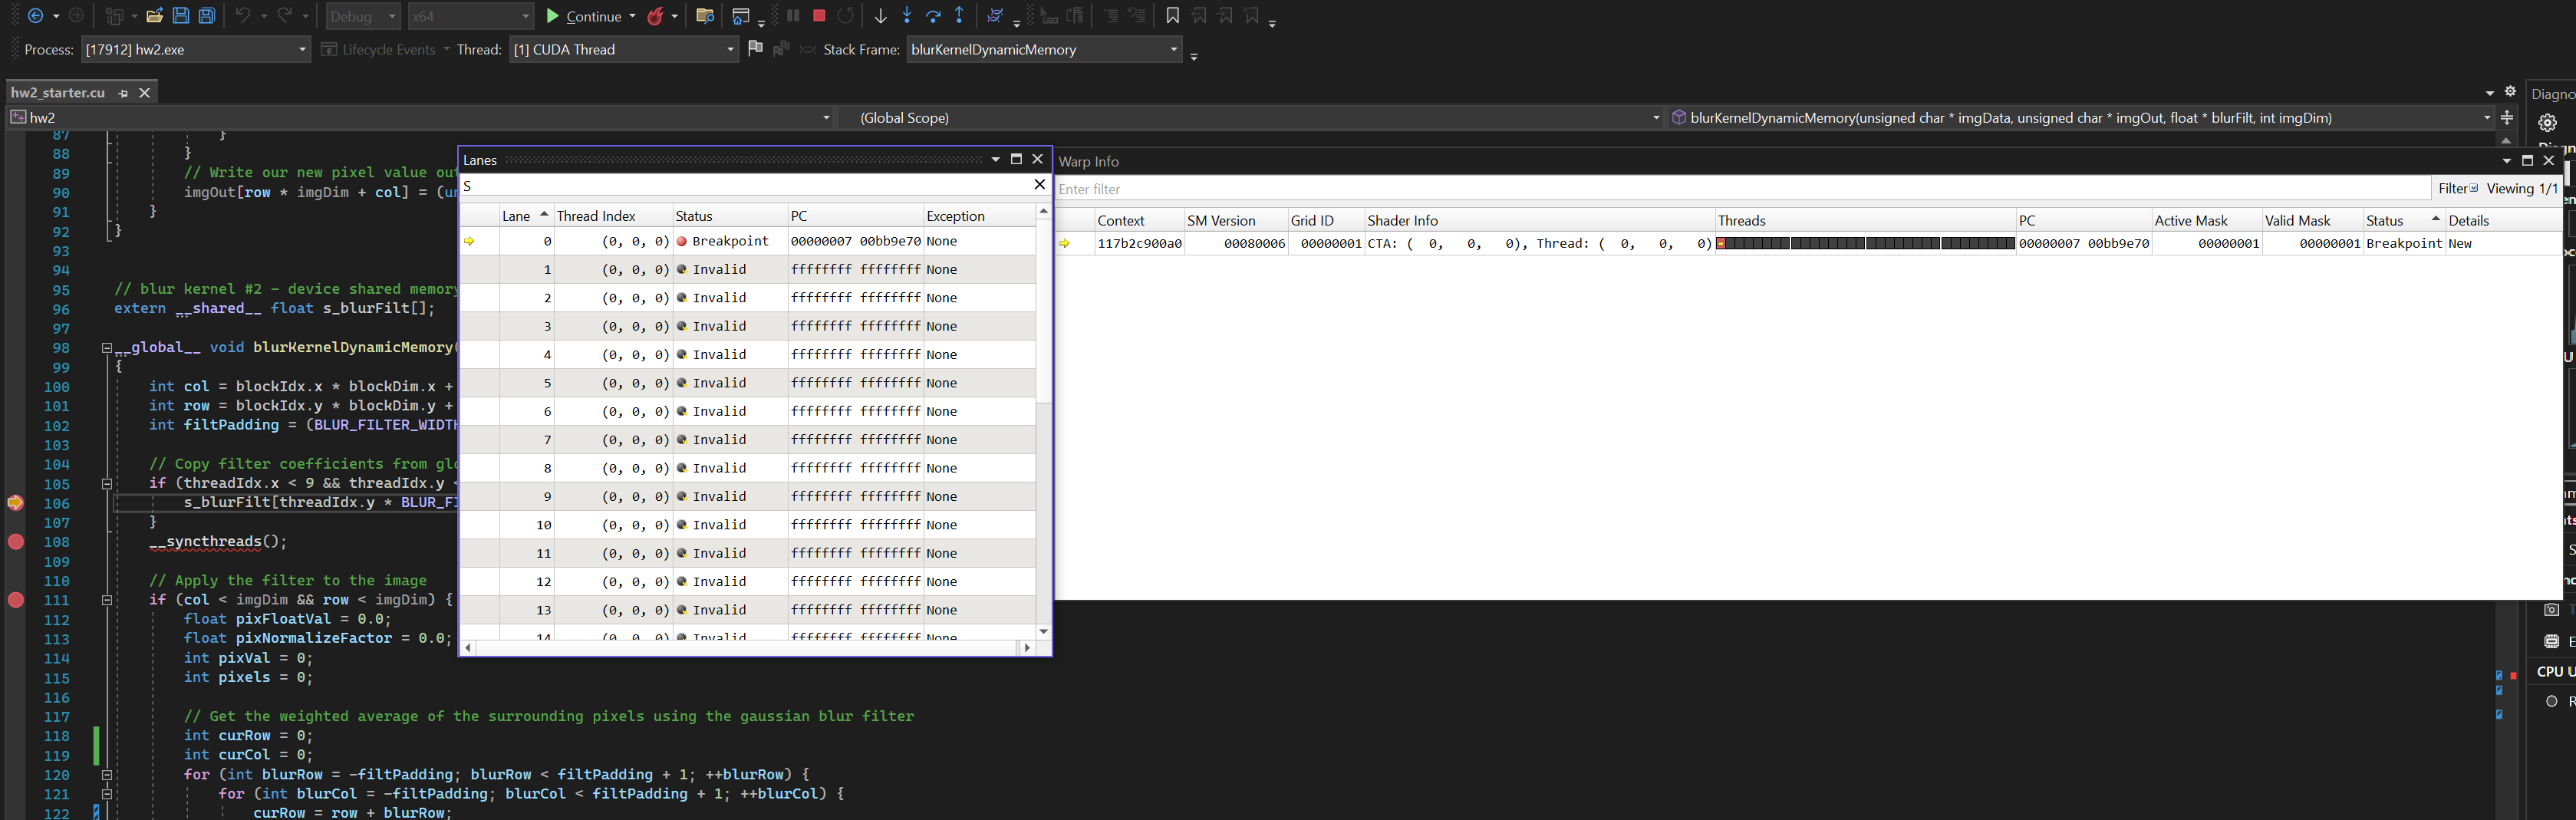 Debug
x64
Continue
Process: [17912] hw2.exe Lifecycle Events Thread: [1] CUDA Thread Stack Frame: blurKernelDynamicMemory
hw2_starter.cu
Diagno
hw2 (Global Scope) blurKernelDynamicMemory(unsigned char * imgData, unsigned char * imgOut, float * blurFilt, int imgDim)
87 }
88 }
89 // Write our new pixel value ou
90 imgOut[row * imgDim + col] = (u
91 }
92 }
93
94
95 // blur kernel #2 - device shared memory
96 extern __shared__ float s_blurFilt[];
97
98 __global__ void blurKernelDynamicMemory(
99 {
100 int col = blockIdx.x * blockDim.x +
101 int row = blockIdx.y * blockDim.y +
102 int filtPadding = (BLUR_FILTER_WIDTH
103
104 // Copy filter coefficients from glo
105 if (threadIdx.x < 9 && threadIdx.y <
106 s_blurFilt[threadIdx.y * BLUR_FI
107 }
108 __syncthreads();
109
110 // Apply the filter to the image
111 if (col < imgDim && row < imgDim) {
112 float pixFloatVal = 0.0;
113 float pixNormalizeFactor = 0.0;
114 int pixVal = 0;
115 int pixels = 0;
116
117 // Get the weighted average of the surrounding pixels using the gaussian blur filter
118 int curRow = 0;
119 int curCol = 0;
120 for (int blurRow = -filtPadding; blurRow < filtPadding + 1; ++blurRow) {
121 for (int blurCol = -filtPadding; blurCol < filtPadding + 1; ++blurCol) {
122 curRow = row + blurRow;
Lanes
S
Lane Thread Index Status PC Exception
0 (0, 0, 0) Breakpoint 00000007 00bb9e70 None
1 (0, 0, 0) Invalid ffffffff ffffffff None
2 (0, 0, 0) Invalid ffffffff ffffffff None
3 (0, 0, 0) Invalid ffffffff ffffffff None
4 (0, 0, 0) Invalid ffffffff ffffffff None
5 (0, 0, 0) Invalid ffffffff ffffffff None
6 (0, 0, 0) Invalid ffffffff ffffffff None
7 (0, 0, 0) Invalid ffffffff ffffffff None
8 (0, 0, 0) Invalid ffffffff ffffffff None
9 (0, 0, 0) Invalid ffffffff ffffffff None
10 (0, 0, 0) Invalid ffffffff ffffffff None
11 (0, 0, 0) Invalid ffffffff ffffffff None
12 (0, 0, 0) Invalid ffffffff ffffffff None
13 (0, 0, 0) Invalid ffffffff ffffffff None
14 (0, 0, 0) Invalid ffffffff ffffffff None
Warp Info
Enter filter Filter Viewing 1/1
Context SM Version Grid ID Shader Info Threads PC Active Mask Valid Mask Status Details
117b2c900a0 00080006 00000001 CTA: ( 0, 0, 0), Thread: ( 0, 0, 0) 00000007 00bb9e70 00000001 00000001 Breakpoint New
CPU U